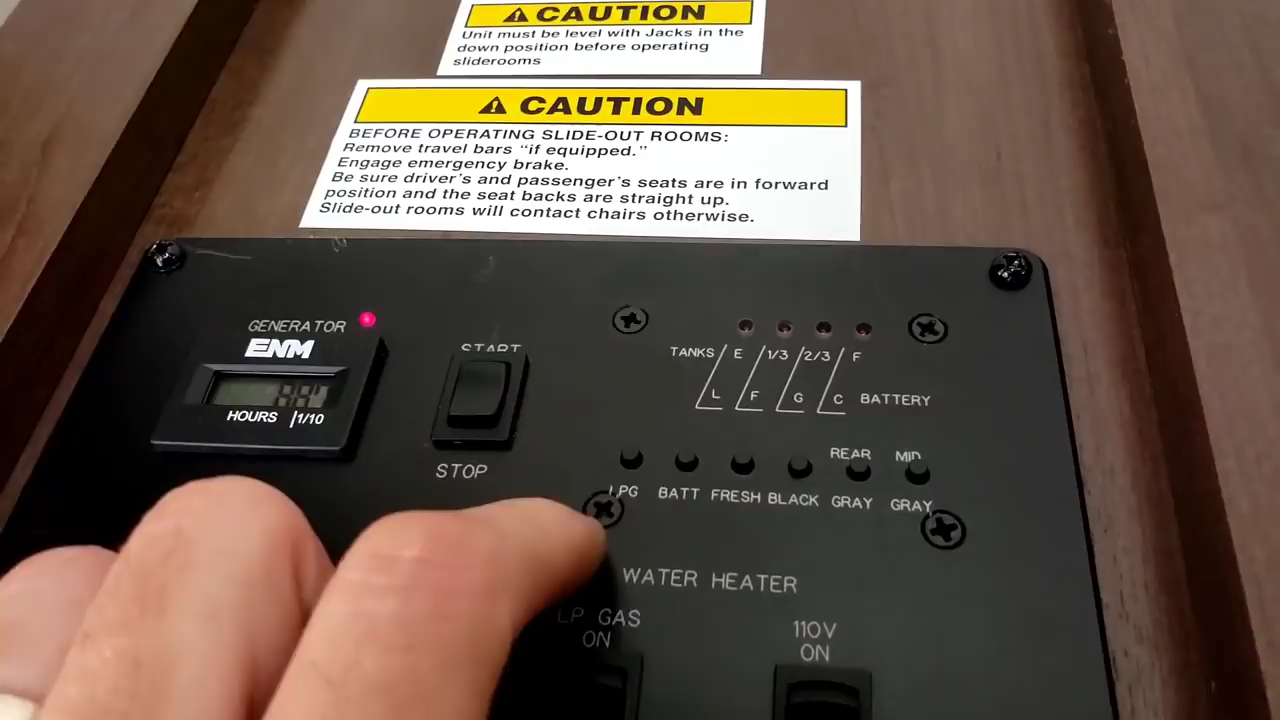 CAUTION
Unit must be level with Jacks in the
down position before operating
sliderooms
CAUTION
BEFORE OPERATING SLIDE-OUT ROOMS:
Remove travel bars "if equipped."
Engage emergency brake.
Be sure driver's and passenger's seats are in forward
position and the seat backs are straight up.
Slide-out rooms will contact chairs otherwise.
GENERATOR
ENM
HOURS 1/10
START
STOP
TANKS E 1/3 2/3 F
L F G C BATTERY
REAR MID
LPG BATT FRESH BLACK GRAY GRAY
WATER HEATER
LP GAS
ON
110V
ON